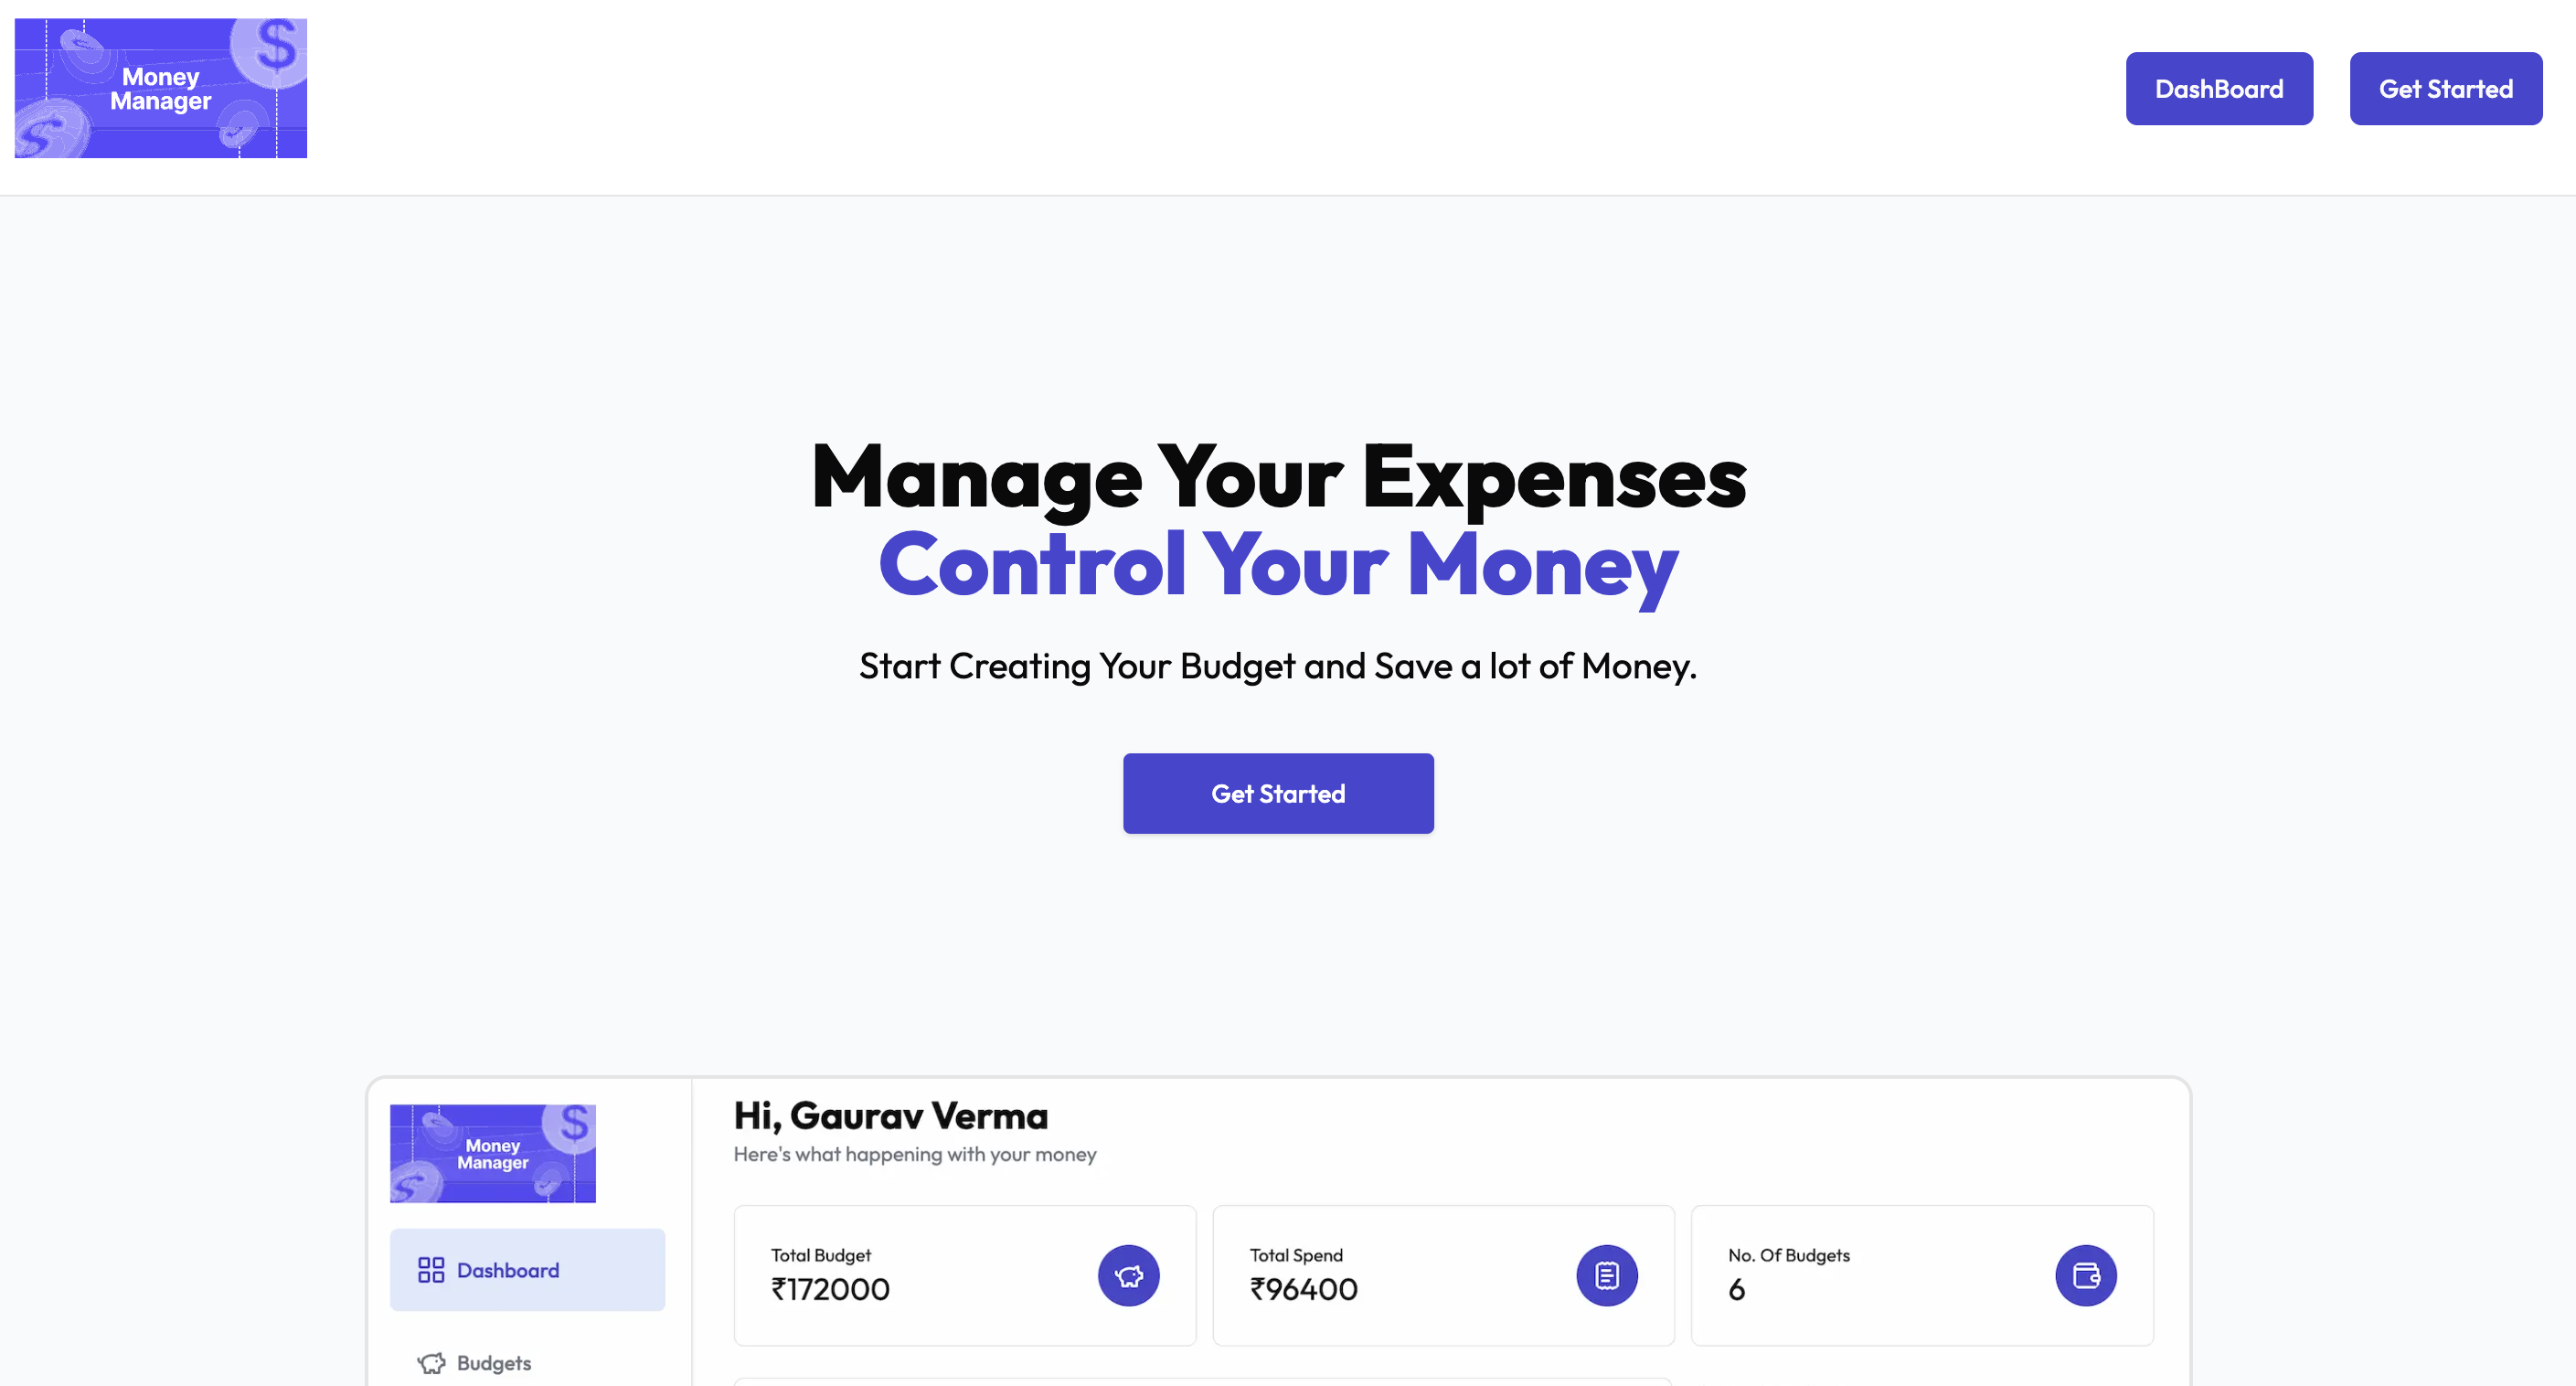 Money
Manager
DashBoard
Get Started
Manage Your Expenses
Control Your Money
Start Creating Your Budget and Save a lot of Money.
Get Started
Money
Manager
Dashboard
Budgets
Hi, Gaurav Verma
Here's what happening with your money
Total Budget
₹172000
Total Spend
₹96400
No. Of Budgets
6